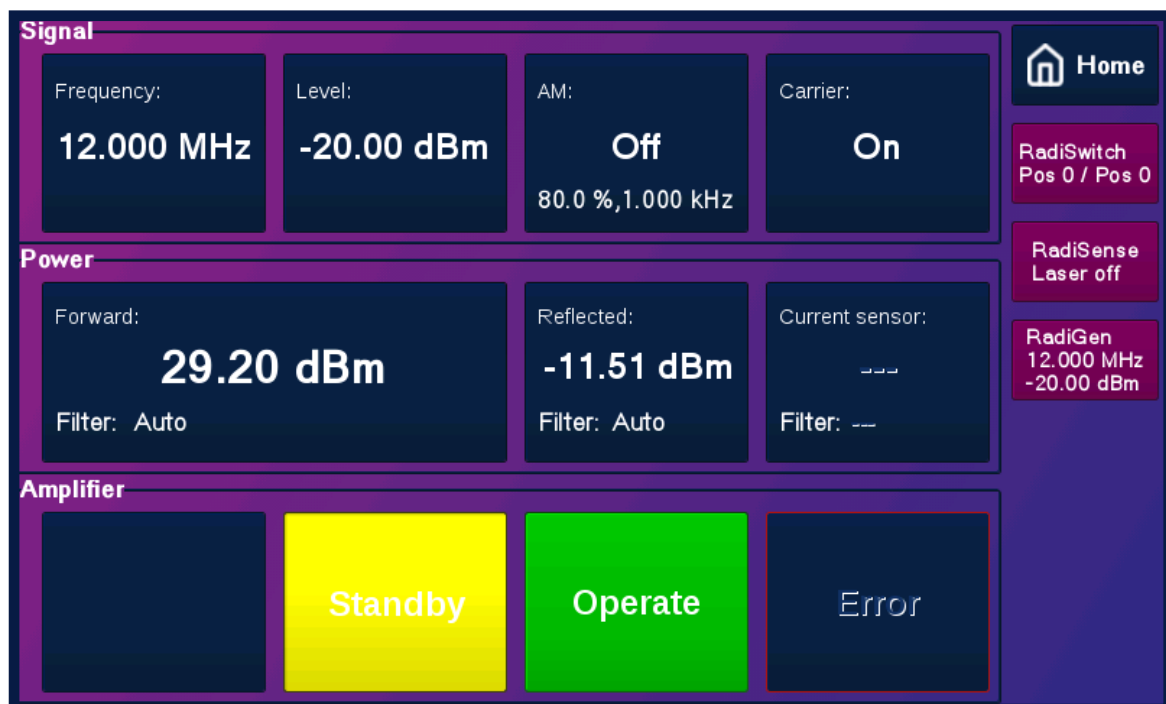 Signal
Frequency:
12.000 MHz
Level:
-20.00 dBm
AM:
Off
80.0 %,1.000 kHz
Carrier:
On
Power
Forward:
29.20 dBm
Filter: Auto
Reflected:
-11.51 dBm
Filter: Auto
Current sensor:
---
Filter: ---
Amplifier
Standby
Operate
Error
Home
RadiSwitch
Pos 0 / Pos 0
RadiSense
Laser off
RadiGen
12.000 MHz
-20.00 dBm